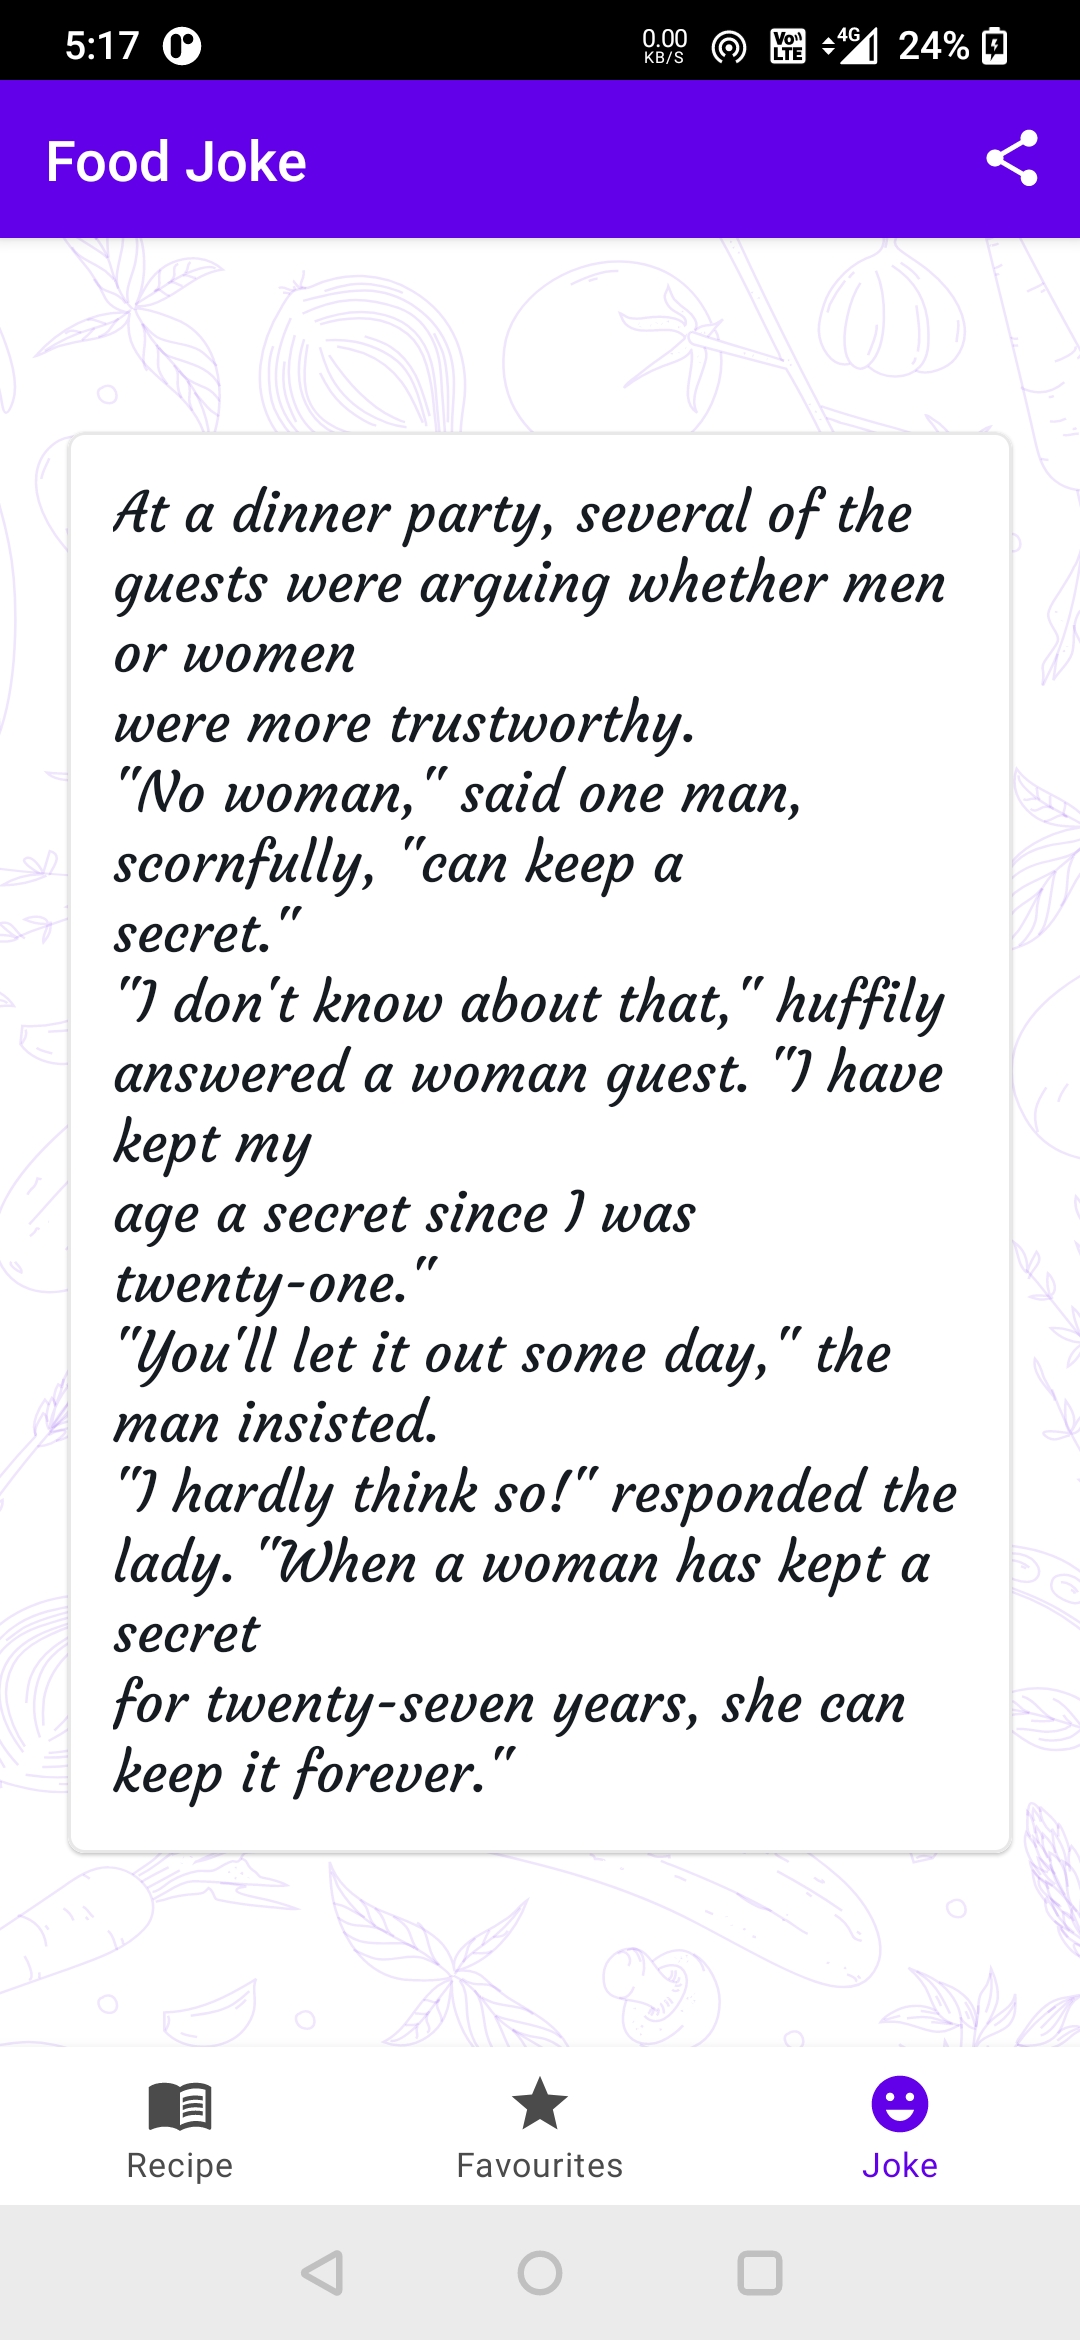 5:17
0.00
KB/S
Vo))
LTE
4G
24%
Food Joke
At a dinner party, several of the
guests were arguing whether men
or women
were more trustworthy.
"No woman," said one man,
scornfully, "can keep a
secret."
"I don't know about that," huffily
answered a woman guest. "I have
kept my
age a secret since I was
twenty-one."
"You'll let it out some day," the
man insisted.
"I hardly think so!" responded the
lady. "When a woman has kept a
secret
for twenty-seven years, she can
keep it forever."
Recipe
Favourites
Joke